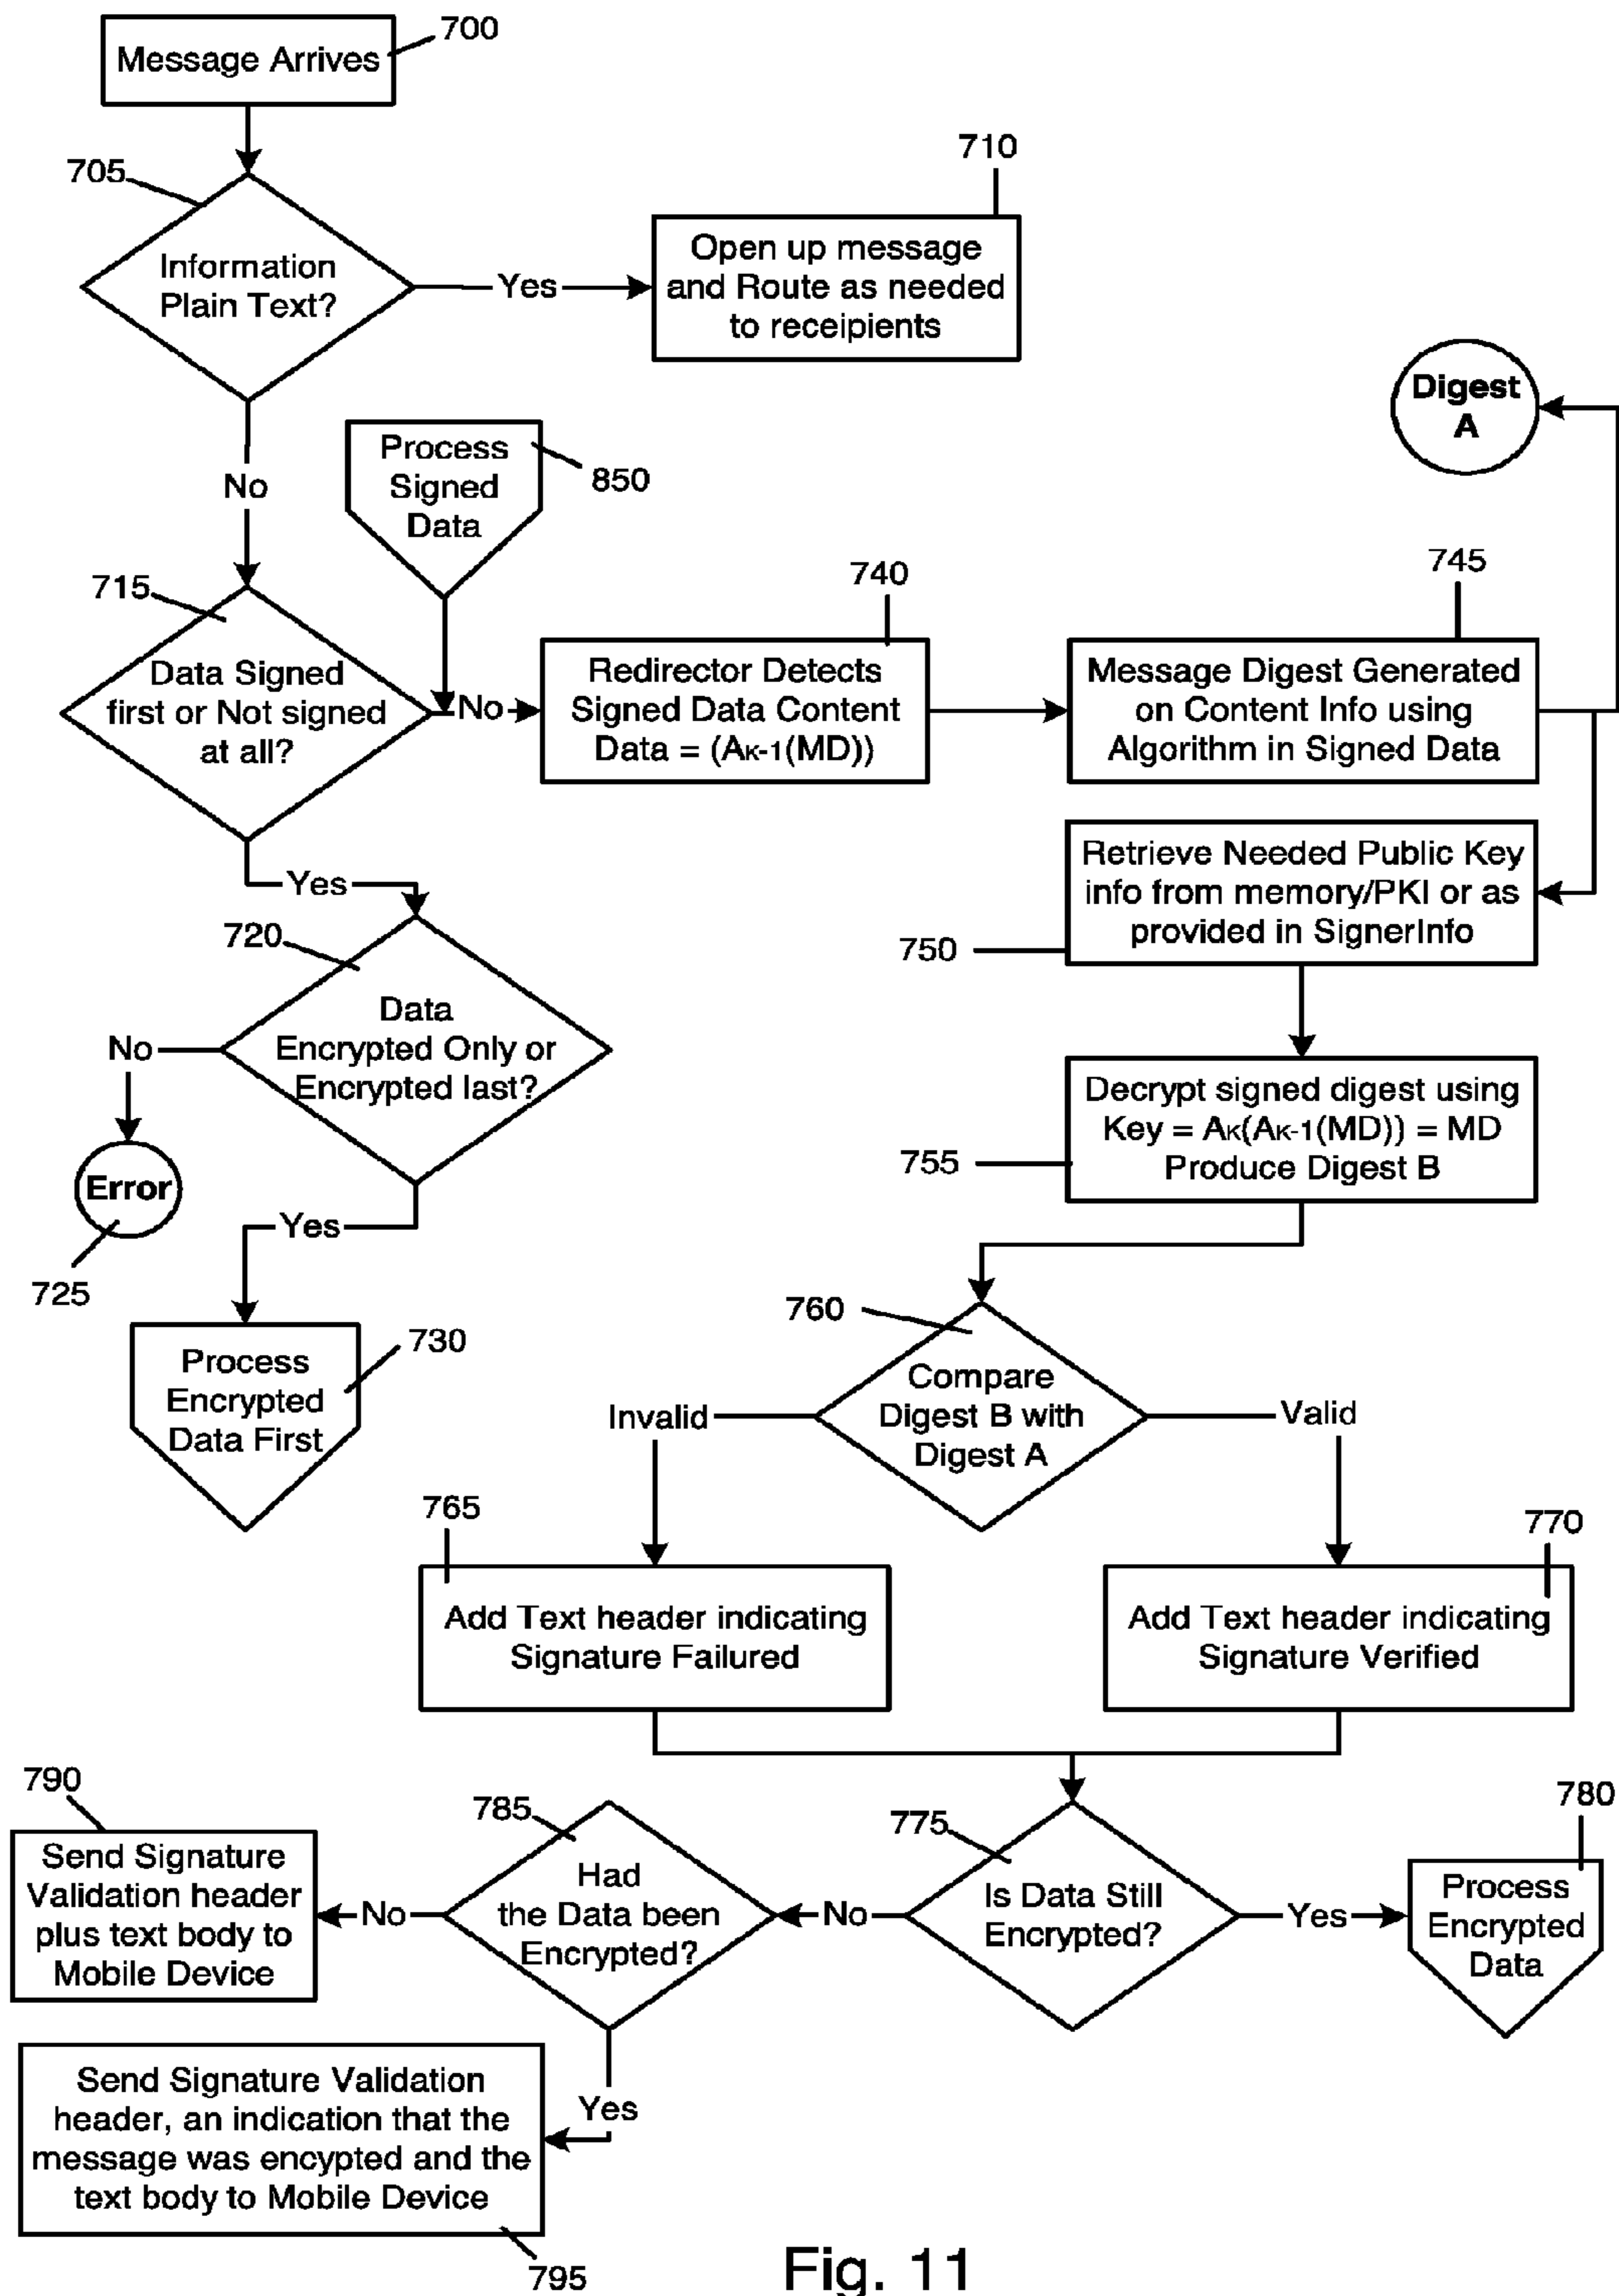 Message Arrives
700
705
Information
Plain Text?
Yes
710
Open up message
and Route as needed
to receipients
Digest
A
No
Process
Signed
Data
850
715
Data Signed
first or Not signed
at all?
No
740
Redirector Detects
Signed Data Content
Data = (AK-1(MD))
745
Message Digest Generated
on Content Info using
Algorithm in Signed Data
Yes
750
Retrieve Needed Public Key
info from memory/PKI or as
provided in SignerInfo
720
Data
Encrypted Only or
Encrypted last?
No
Error
725
755
Decrypt signed digest using
Key = AK(AK-1(MD)) = MD
Produce Digest B
Yes
730
Process
Encrypted
Data First
760
Compare
Digest B with
Digest A
Invalid
Valid
765
Add Text header indicating
Signature Failured
770
Add Text header indicating
Signature Verified
790
Send Signature
Validation header
plus text body to
Mobile Device
No
785
Had
the Data been
Encrypted?
No
775
Is Data Still
Encrypted?
Yes
780
Process
Encrypted
Data
Yes
Send Signature Validation
header, an indication that the
message was encypted and the
text body to Mobile Device
795
Fig. 11